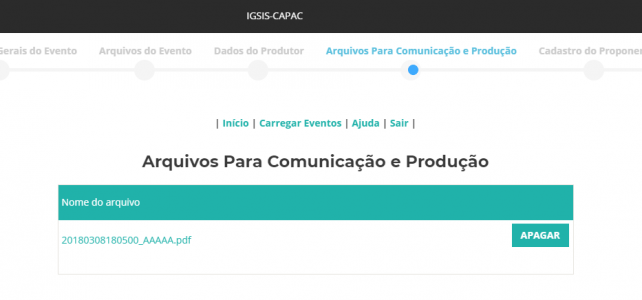 IGSIS-CAPAC
Gerais do Evento Arquivos do Evento Dados do Produtor Arquivos Para Comunicação e Produção Cadastro do Propone
| Início | Carregar Eventos | Ajuda | Sair |
Arquivos Para Comunicação e Produção
Nome do arquivo
20180308180500_AAAAA.pdf APAGAR